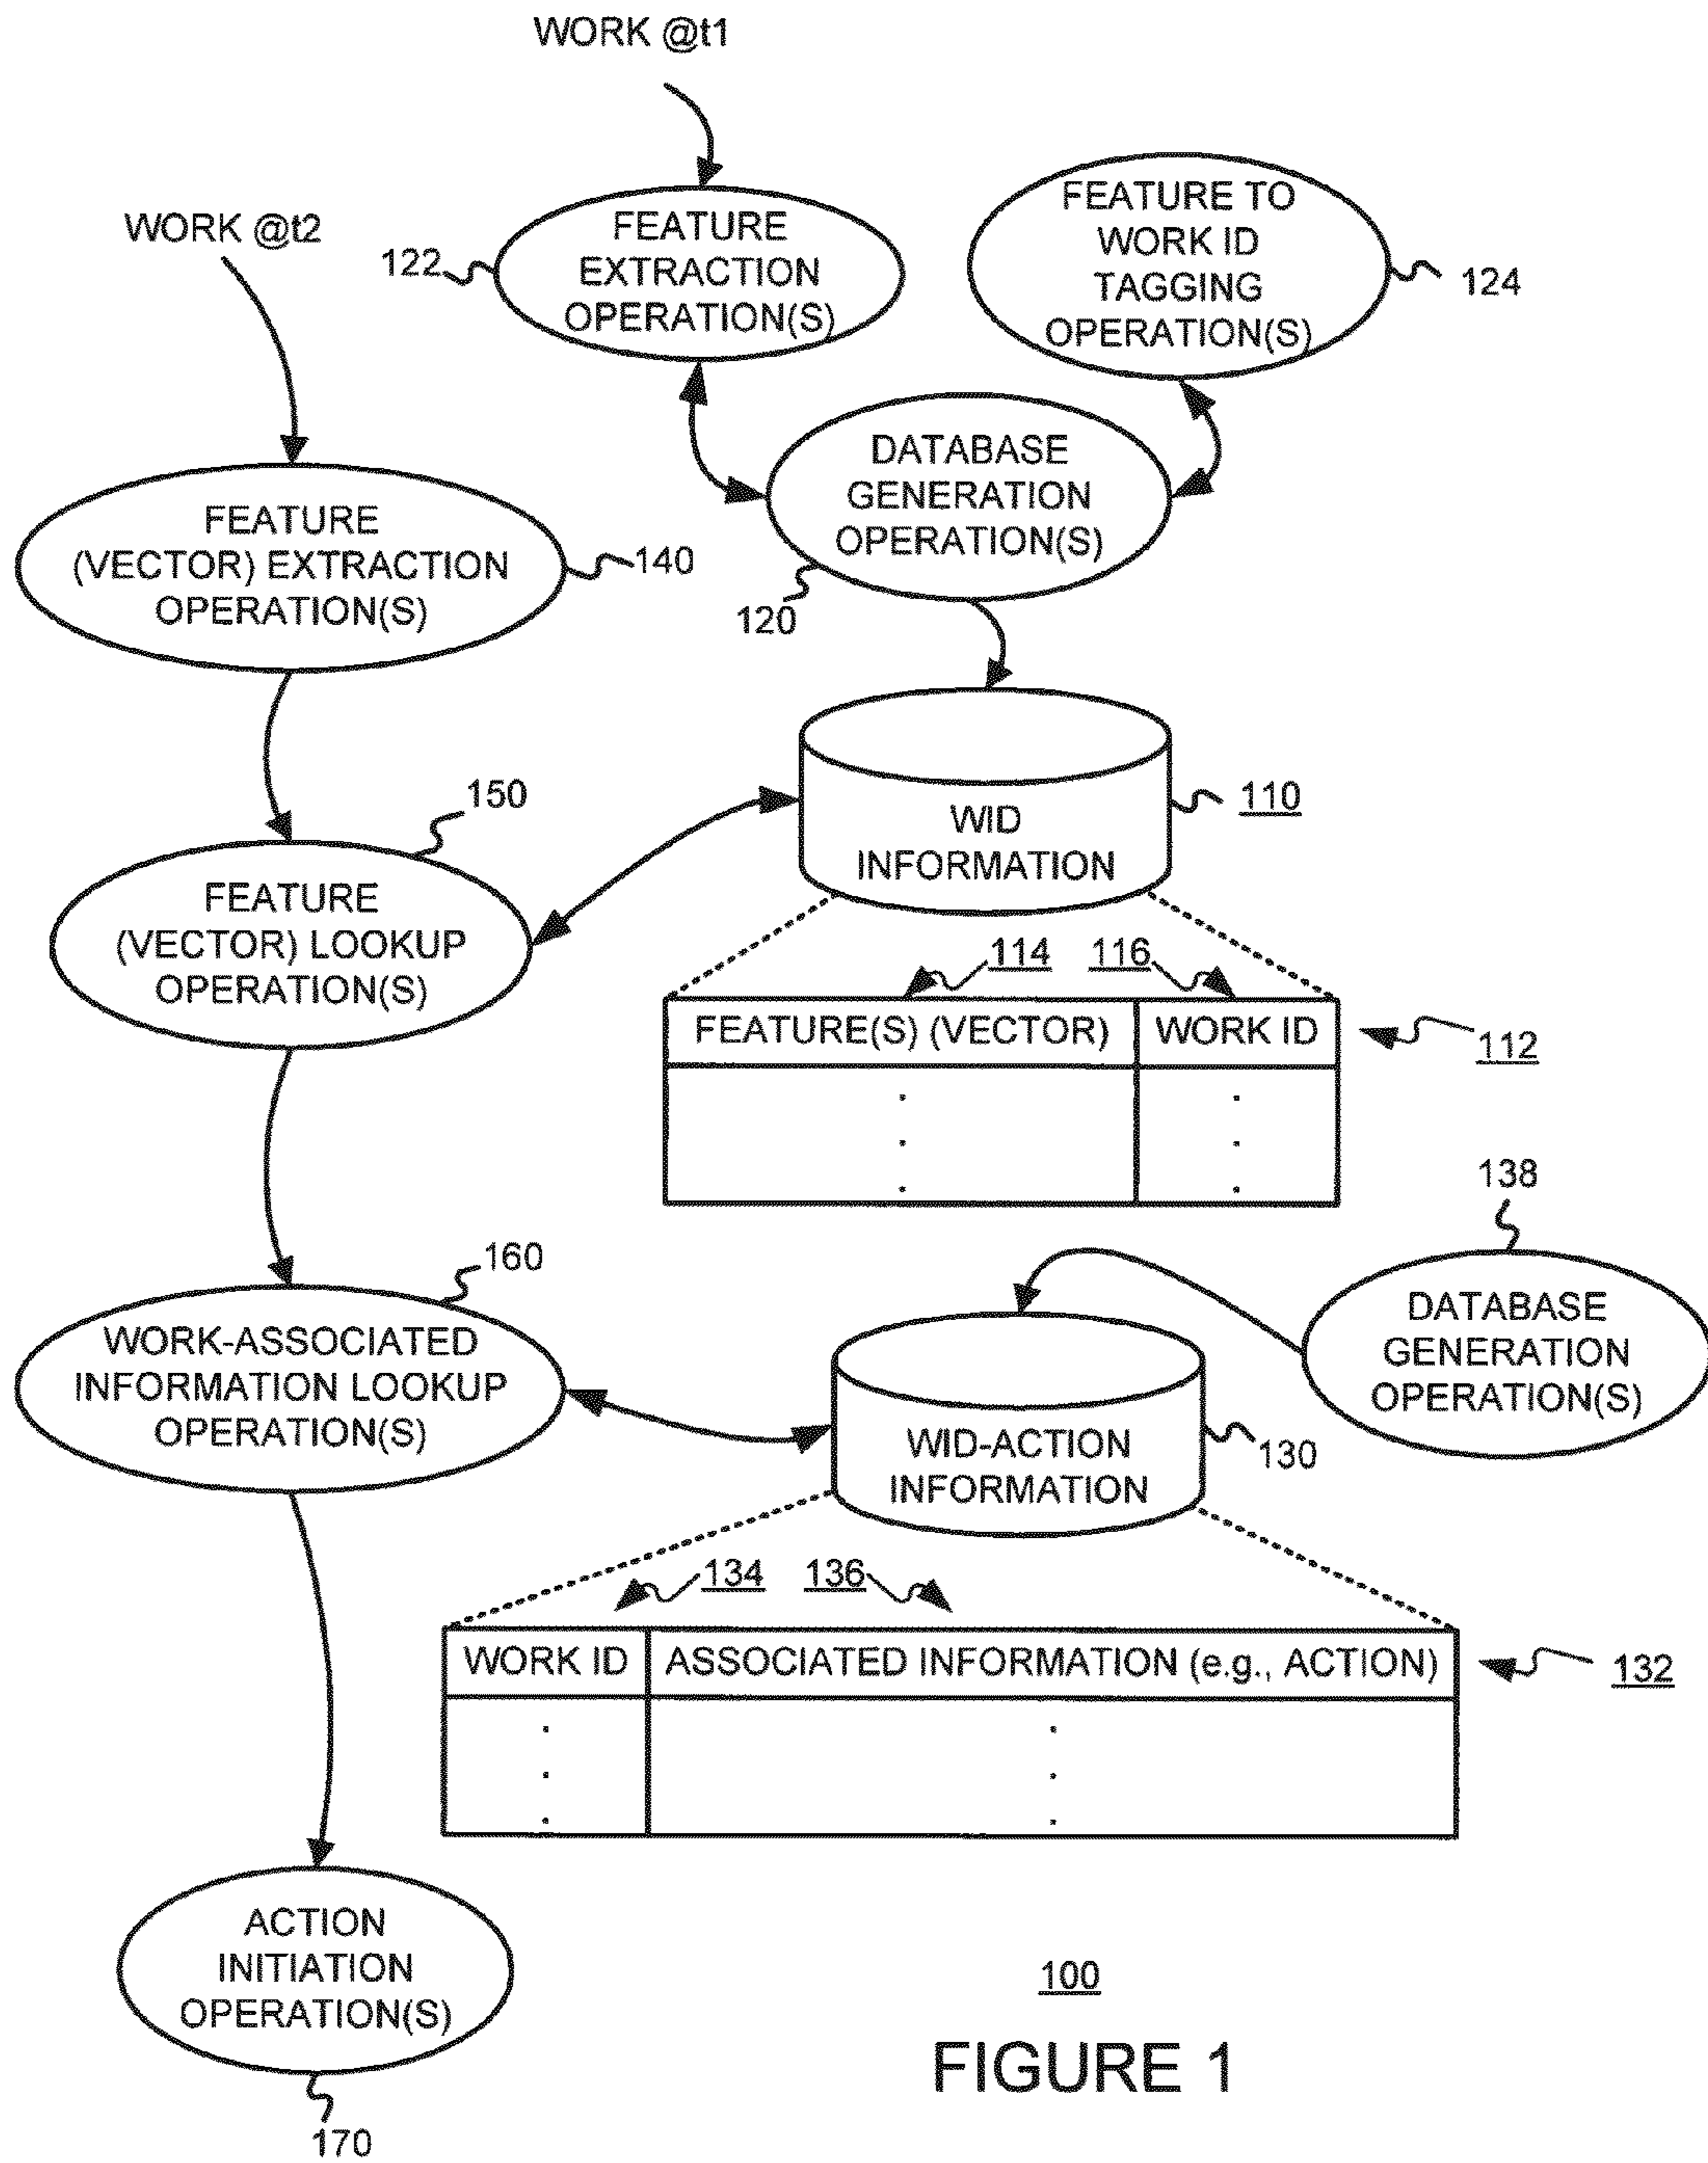 WORK @t1
WORK @t2
122
FEATURE
EXTRACTION
OPERATION(S)
FEATURE TO
WORK ID
TAGGING
OPERATION(S)
124
DATABASE
GENERATION
OPERATION(S)
120
FEATURE
(VECTOR) EXTRACTION
OPERATION(S)
140
150
FEATURE
(VECTOR) LOOKUP
OPERATION(S)
WID
INFORMATION
110
114 116
FEATURE(S) (VECTOR) WORK ID
112
138
DATABASE
GENERATION
OPERATION(S)
160
WORK-ASSOCIATED
INFORMATION LOOKUP
OPERATION(S)
WID-ACTION
INFORMATION
130
134 136
WORK ID ASSOCIATED INFORMATION (e.g., ACTION)
132
ACTION
INITIATION
OPERATION(S)
170
100
FIGURE 1